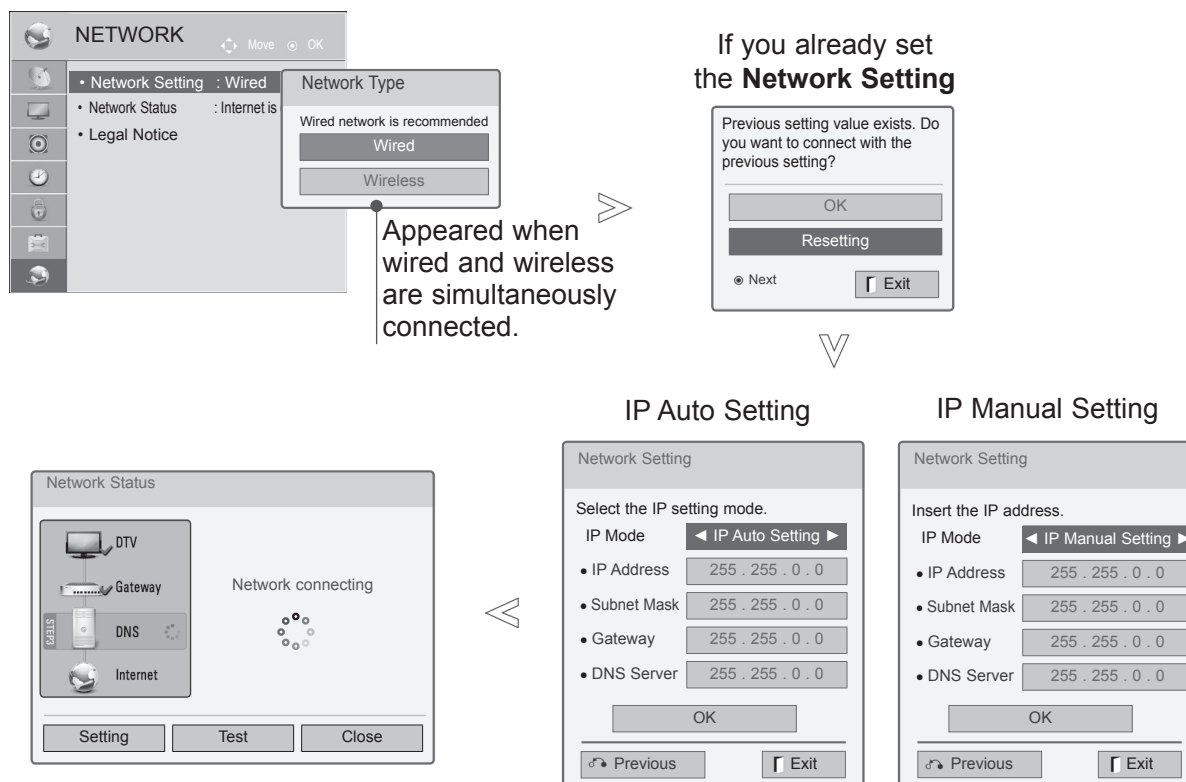 NETWORK
Move OK
• Network Setting : Wired
• Network Status : Internet is
• Legal Notice
Network Type
Wired network is recommended
Wired
Wireless
Appeared when
wired and wireless
are simultaneously
connected.
If you already set
the Network Setting
Previous setting value exists. Do
you want to connect with the
previous setting?
OK
Resetting
Next
Exit
IP Auto Setting
Network Setting
Select the IP setting mode.
IP Mode ◄ IP Auto Setting ►
• IP Address 255 . 255 . 0 . 0
• Subnet Mask 255 . 255 . 0 . 0
• Gateway 255 . 255 . 0 . 0
• DNS Server 255 . 255 . 0 . 0
OK
Previous
Exit
IP Manual Setting
Network Setting
Insert the IP address.
IP Mode ◄ IP Manual Setting ►
• IP Address 255 . 255 . 0 . 0
• Subnet Mask 255 . 255 . 0 . 0
• Gateway 255 . 255 . 0 . 0
• DNS Server 255 . 255 . 0 . 0
OK
Previous
Exit
Network Status
DTV
Gateway
STEP3
DNS
Internet
Network connecting
Setting
Test
Close